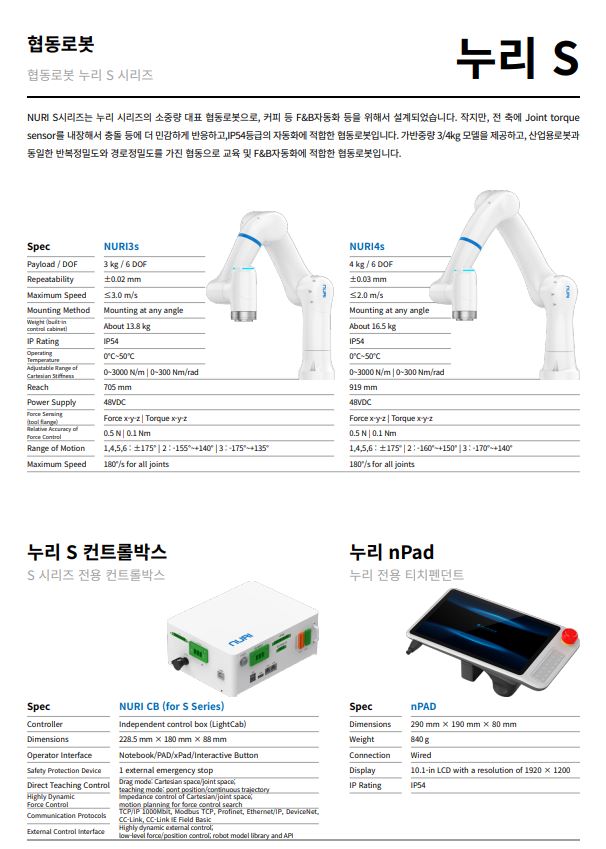 협동로봇
협동로봇 누리 S 시리즈
누리 S
NURI S시리즈는 누리 시리즈의 소중량 대표 협동로봇으로, 커피 등 F&B자동화 등을 위해서 설계되었습니다. 작지만, 전 축에 Joint torque
sensor를 내장해서 충돌 등에 더 민감하게 반응하고,IP54등급의 자동화에 적합한 협동로봇입니다. 가반중량 3/4kg 모델을 제공하고, 산업용로봇과
동일한 반복정밀도와 경로정밀도를 가진 협동으로 교육 및 F&B자동화에 적합한 협동로봇입니다.
Spec NURI3s NURI4s
Payload / DOF 3 kg / 6 DOF 4 kg / 6 DOF
Repeatability ±0.02 mm ±0.03 mm
Maximum Speed ≤3.0 m/s ≤2.0 m/s
Mounting Method Mounting at any angle Mounting at any angle
Weight (built-in
control cabinet) About 13.8 kg About 16.5 kg
IP Rating IP54 IP54
Operating
Temperature 0℃~50℃ 0℃~50℃
Adjustable Range of
Cartesian Stiffness 0~3000 N/m | 0~300 Nm/rad 0~3000 N/m | 0~300 Nm/rad
Reach 705 mm 919 mm
Power Supply 48VDC 48VDC
Force Sensing
(tool flange) Force x-y-z | Torque x-y-z Force x-y-z | Torque x-y-z
Relative Accuracy of
Force Control 0.5 N | 0.1 Nm 0.5 N | 0.1 Nm
Range of Motion 1,4,5,6 : ±175° | 2 : -155°~+140° | 3 : -175°~+135° 1,4,5,6 : ±175° | 2 : -160°~+150° | 3 : -170°~+140°
Maximum Speed 180°/s for all joints 180°/s for all joints
NURI
NURI
누리 S 컨트롤박스
S 시리즈 전용 컨트롤박스
누리 nPad
누리 전용 티치펜던트
NURI
Spec NURI CB (for S Series)
Controller Independent control box (LightCab)
Dimensions 228.5 mm × 180 mm × 88 mm
Operator Interface Notebook/PAD/xPad/Interactive Button
Safety Protection Device 1 external emergency stop
Direct Teaching Control Drag mode: Cartesian space/joint space;
teaching mode: pont position/continuous trajectory
Highly Dynamic
Force Control Impedance control of Cartesian/joint space;
motion planning for force control search
Communication Protocols TCP/IP 1000Mbit, Modbus TCP, Profinet, Ethernet/IP, DeviceNet,
CC-Link, CC-Link IE Field Basic
External Control Interface Highly dynamic external control;
low-level force/position control, robot model library and API
Spec nPAD
Dimensions 290 mm × 190 mm × 80 mm
Weight 840 g
Connection Wired
Display 10.1-in LCD with a resolution of 1920 × 1200
IP Rating IP54